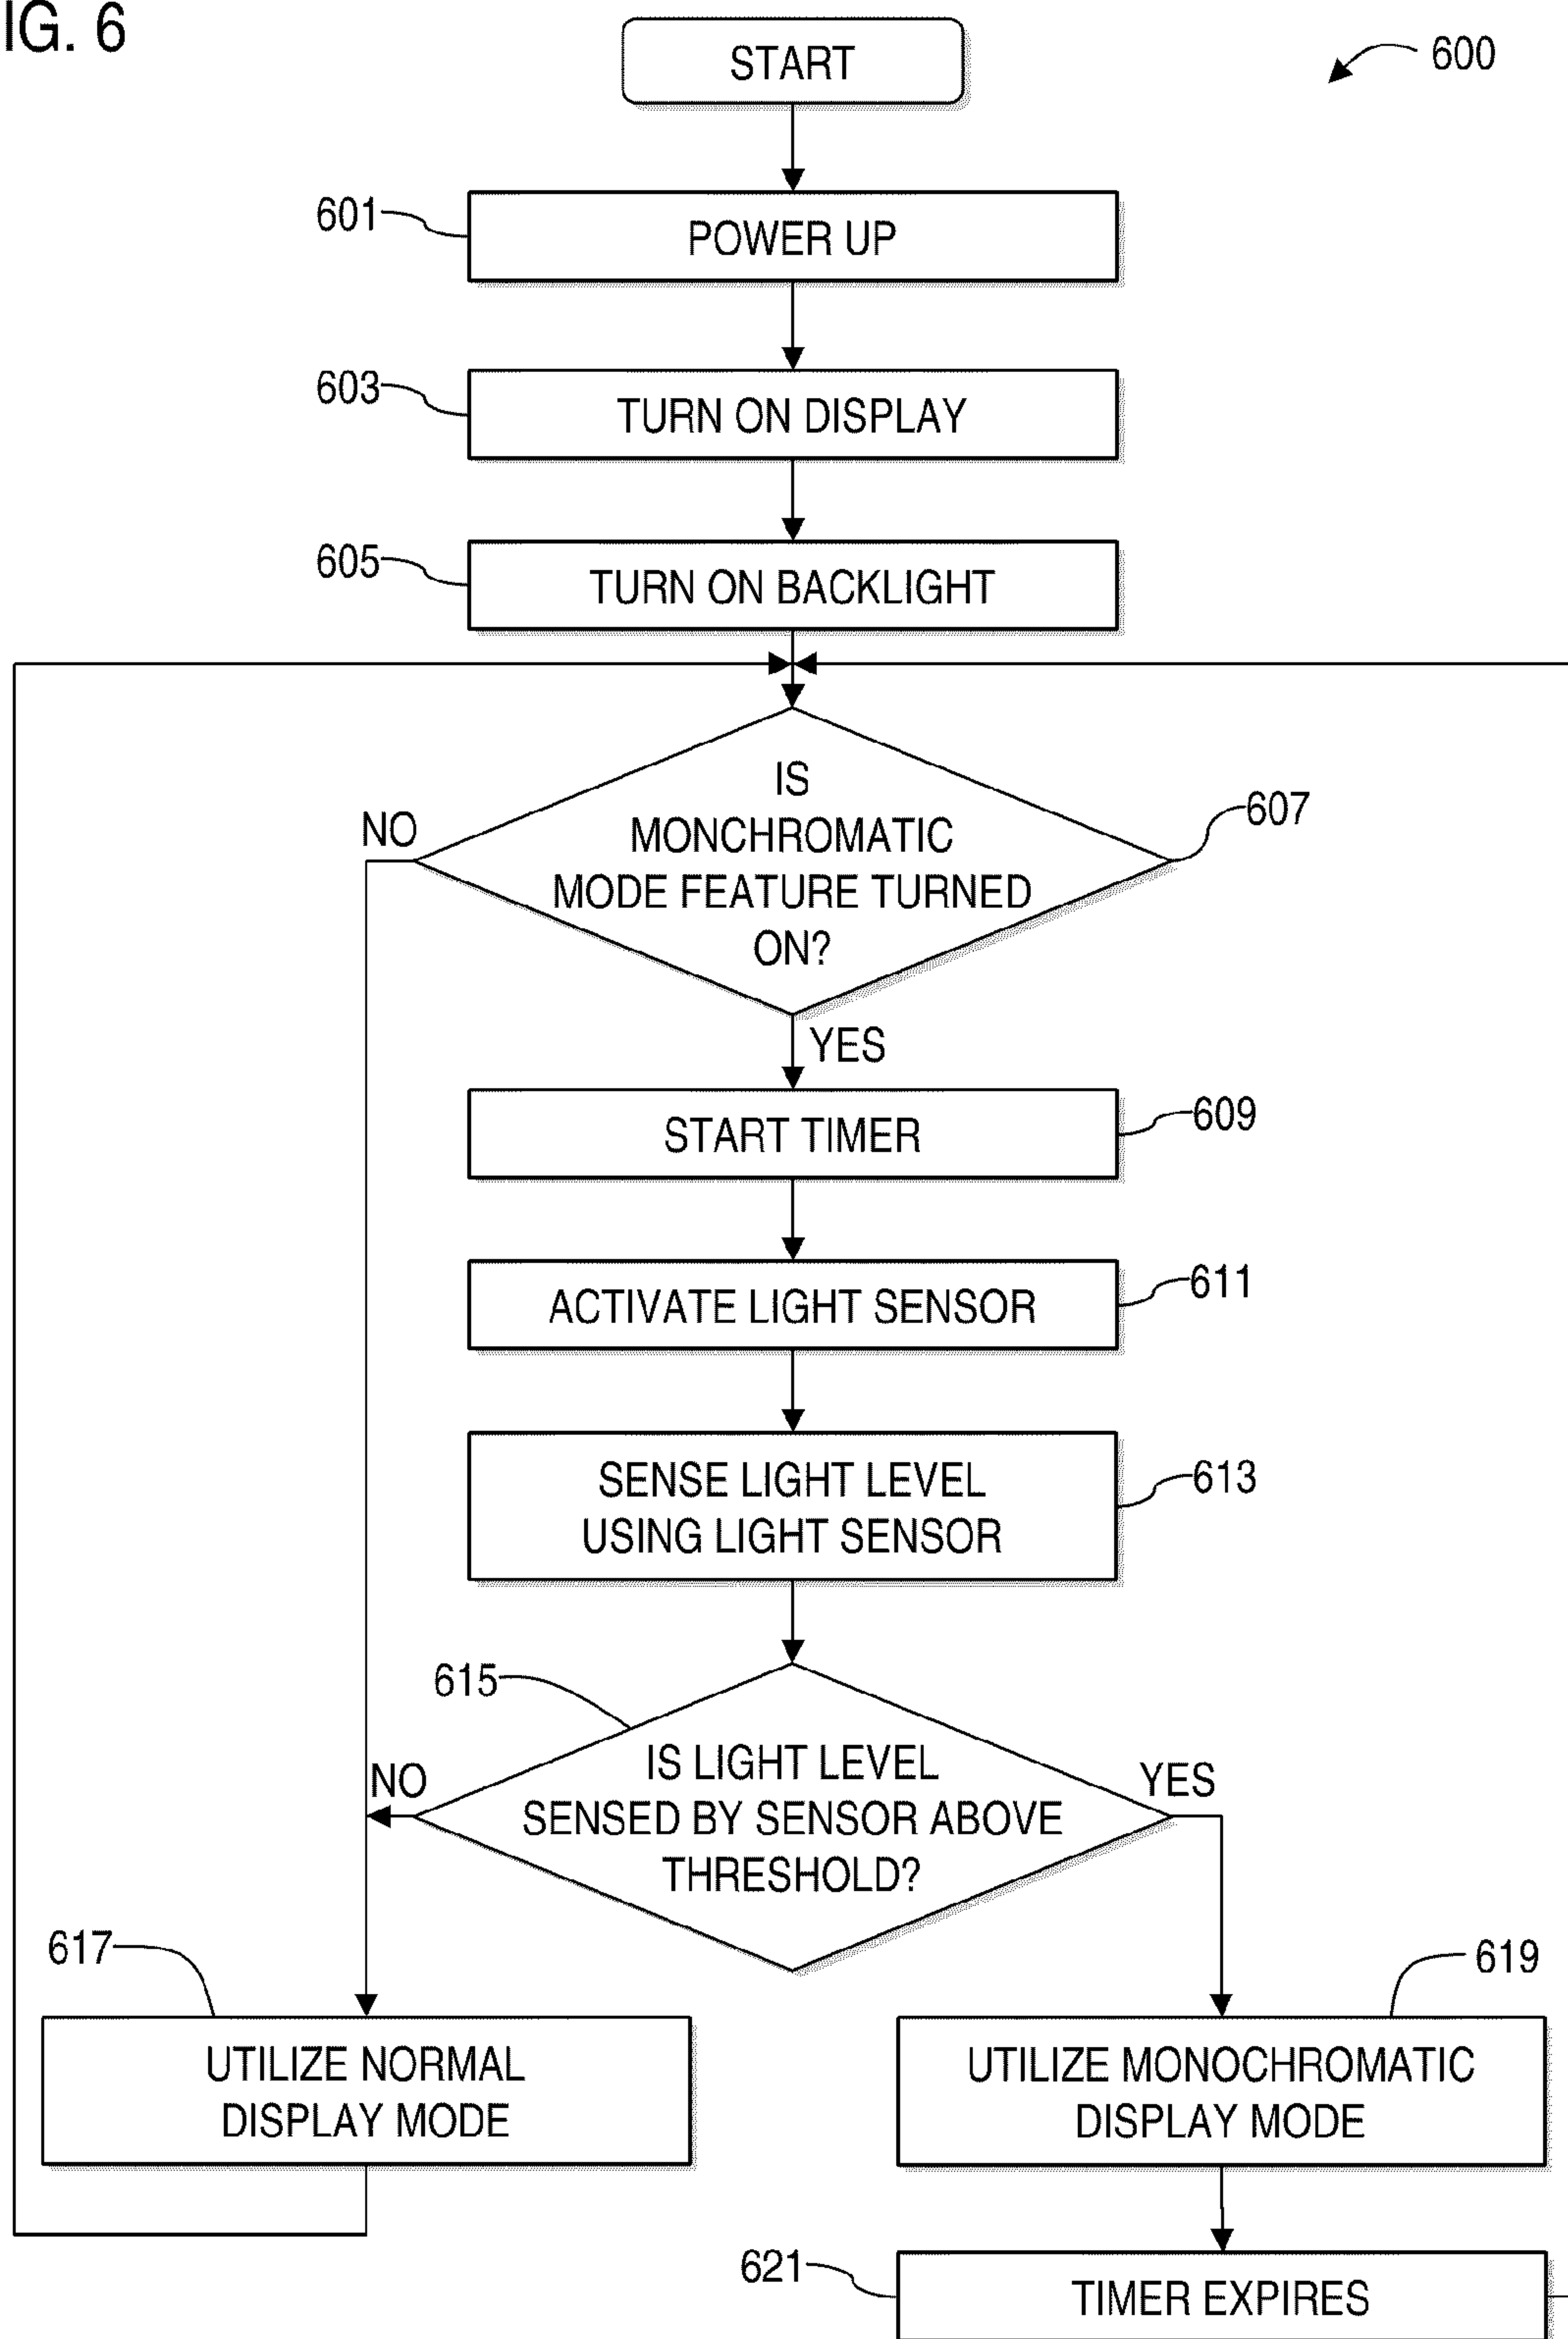 IG. 6
START
600
601
POWER UP
603
TURN ON DISPLAY
605
TURN ON BACKLIGHT
IS
MONCHROMATIC
MODE FEATURE TURNED
ON?
NO
607
YES
START TIMER
609
ACTIVATE LIGHT SENSOR
611
SENSE LIGHT LEVEL
USING LIGHT SENSOR
613
615
IS LIGHT LEVEL
SENSED BY SENSOR ABOVE
THRESHOLD?
NO
YES
617
619
UTILIZE NORMAL
DISPLAY MODE
UTILIZE MONOCHROMATIC
DISPLAY MODE
621
TIMER EXPIRES